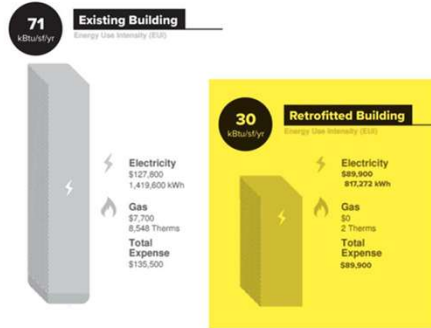 71
kBtu/sf/yr
Existing Building
Energy Use Intensity (EUI)
Electricity
$127,800
1,419,600 kWh
Gas
$7,700
8,548 Therms
Total
Expense
$135,500
30
kBtu/sf/yr
Retrofitted Building
Energy Use Intensity (EUI)
Electricity
$89,900
817,272 kWh
Gas
$0
2 Therms
Total
Expense
$89,900